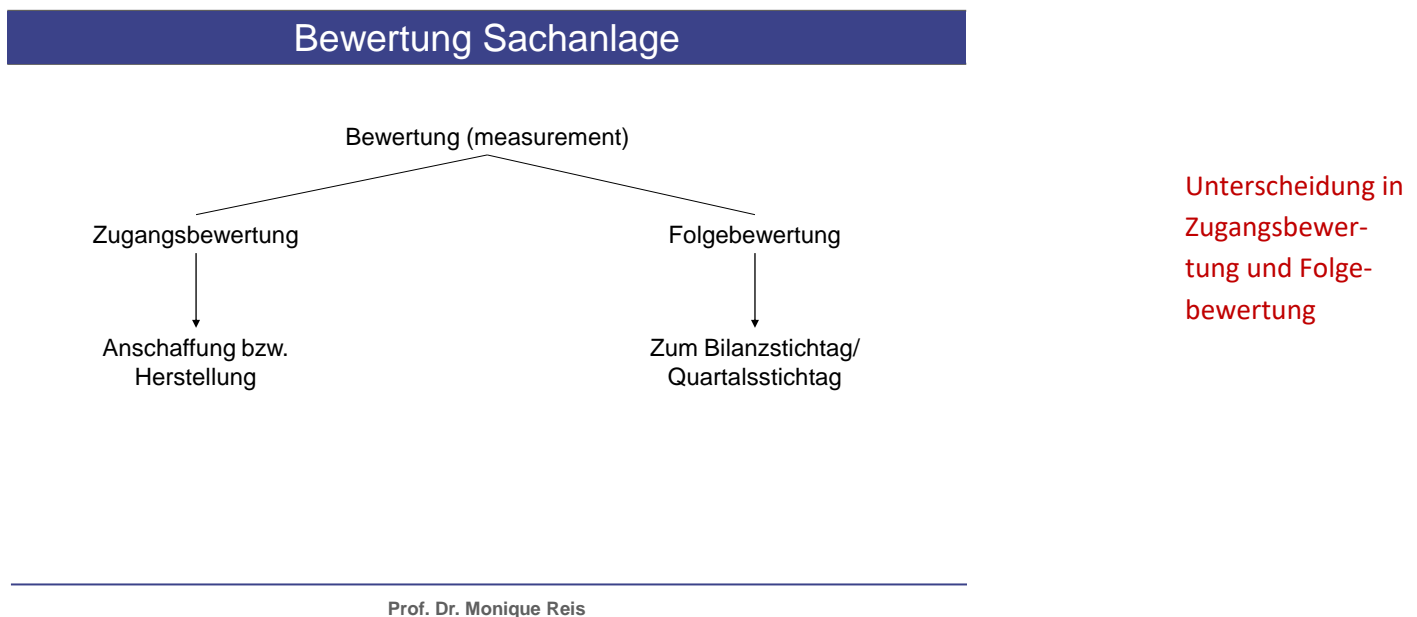 Bewertung Sachanlage
Bewertung (measurement)
Zugangsbewertung
Folgebewertung
Anschaffung bzw.
Herstellung
Zum Bilanzstichtag/
Quartalsstichtag
Unterscheidung in
Zugangsbewer-
tung und Folge-
bewertung
Prof. Dr. Monique Reis